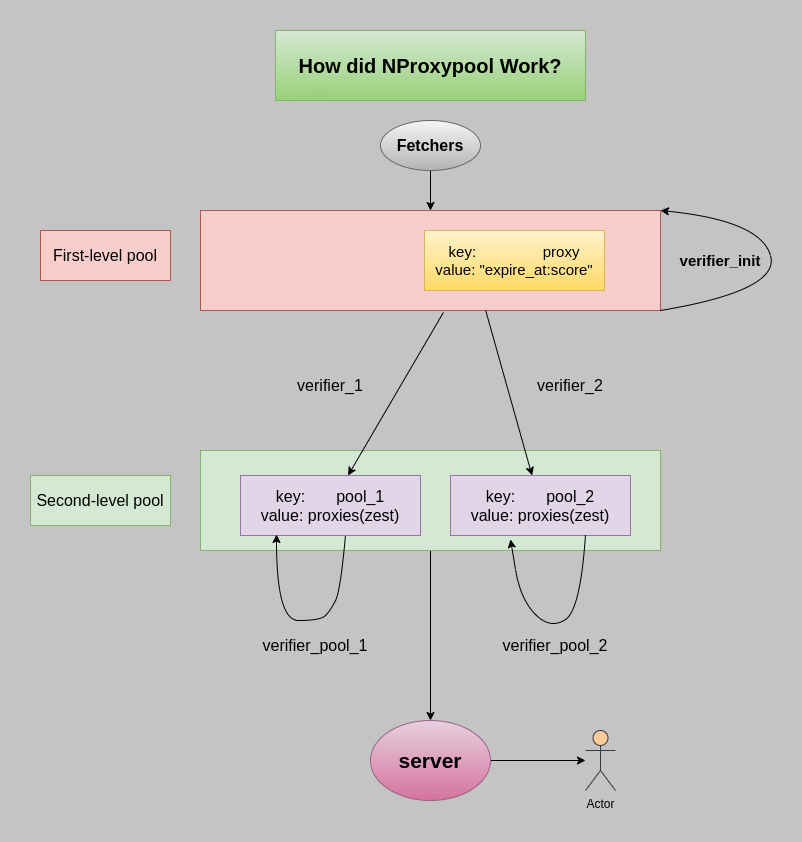 How did NProxypool Work?
Fetchers
First-level pool
key: proxy
value: "expire_at:score"
verifier_init
verifier_1
verifier_2
Second-level pool
key: pool_1
value: proxies(zest)
key: pool_2
value: proxies(zest)
verifier_pool_1
verifier_pool_2
server
Actor